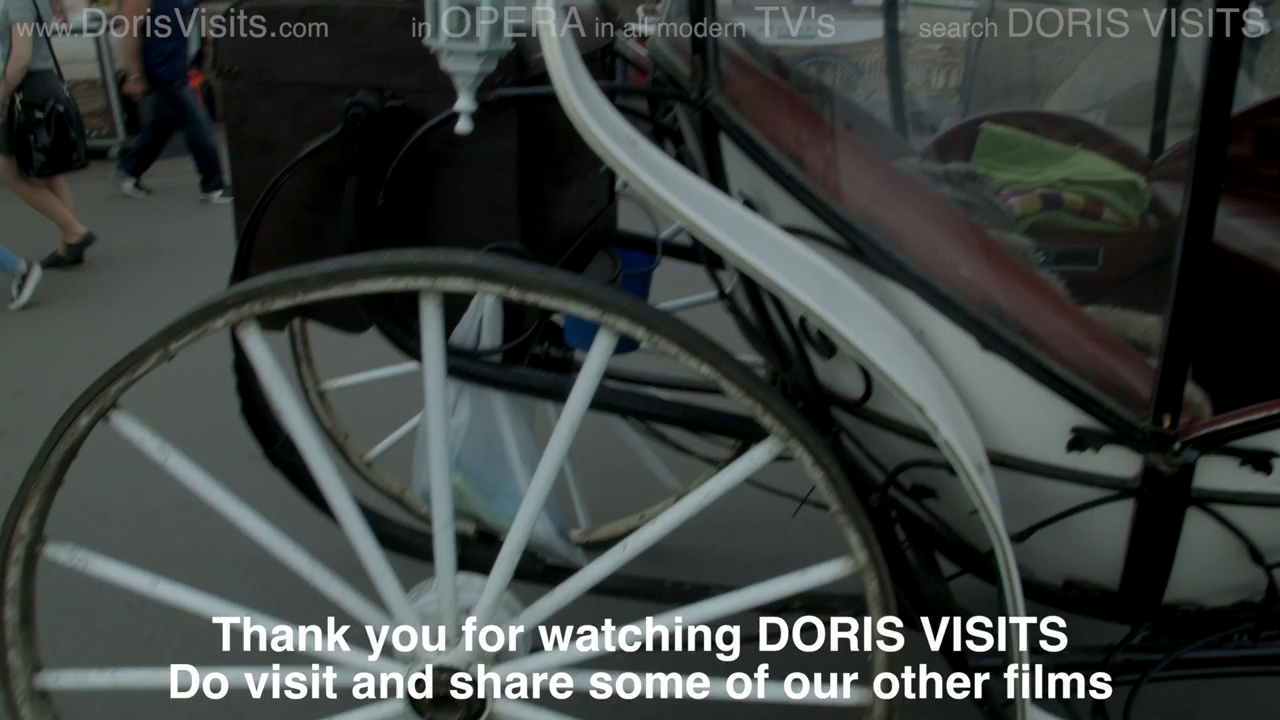 www.DorisVisits.com in OPERA in all modern TV's search DORIS VISITS
Thank you for watching DORIS VISITS
Do visit and share some of our other films